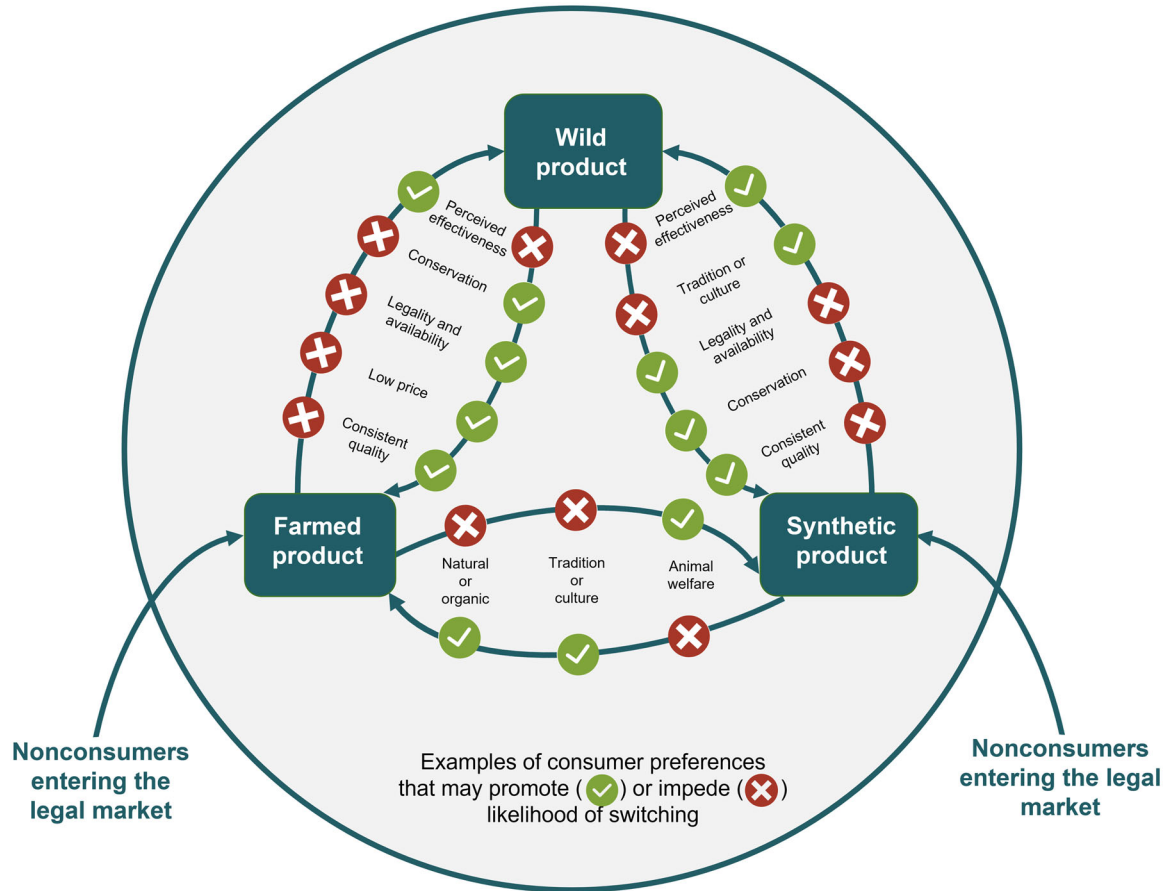 Wild
product
Perceived
effectiveness
Conservation
Legality and
availability
Low price
Consistent
quality
Perceived
effectiveness
Tradition or
culture
Legality and
availability
Conservation
Consistent
quality
Farmed
product
Synthetic
product
Natural
or
organic
Tradition
or
culture
Animal
welfare
Nonconsumers
entering the
legal market
Nonconsumers
entering the legal
market
Examples of consumer preferences
that may promote ( ) or impede ( )
likelihood of switching